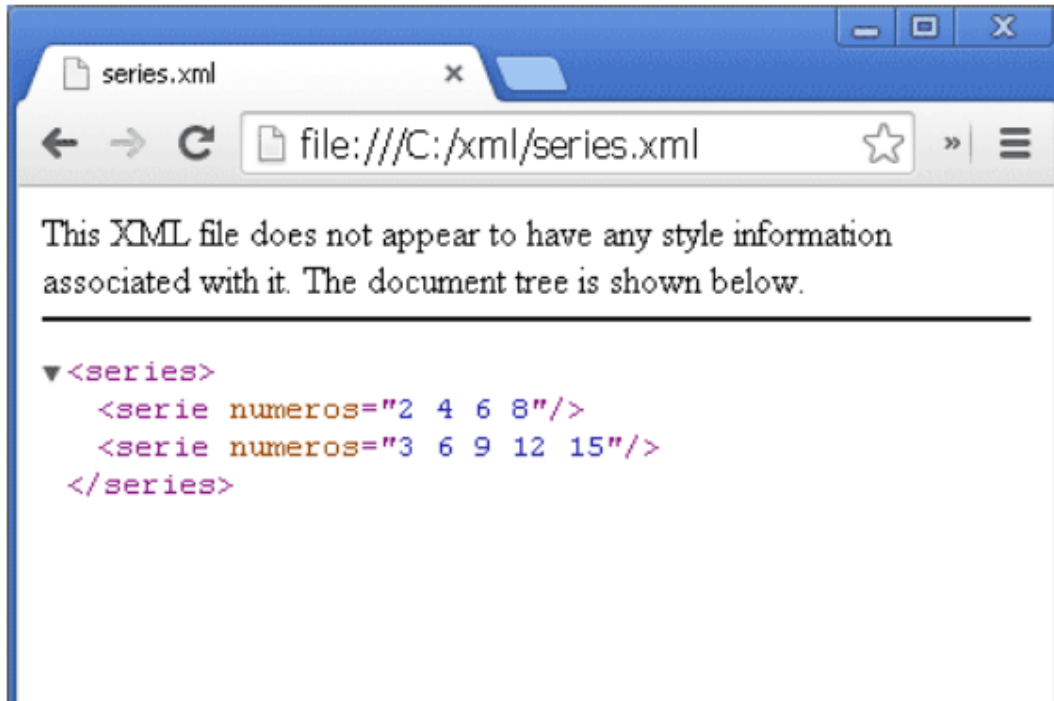 series.xml
file:///C:/xml/series.xml
This XML file does not appear to have any style information
associated with it. The document tree is shown below.
<series>
<serie numeros="2 4 6 8"/>
<serie numeros="3 6 9 12 15"/>
</series>